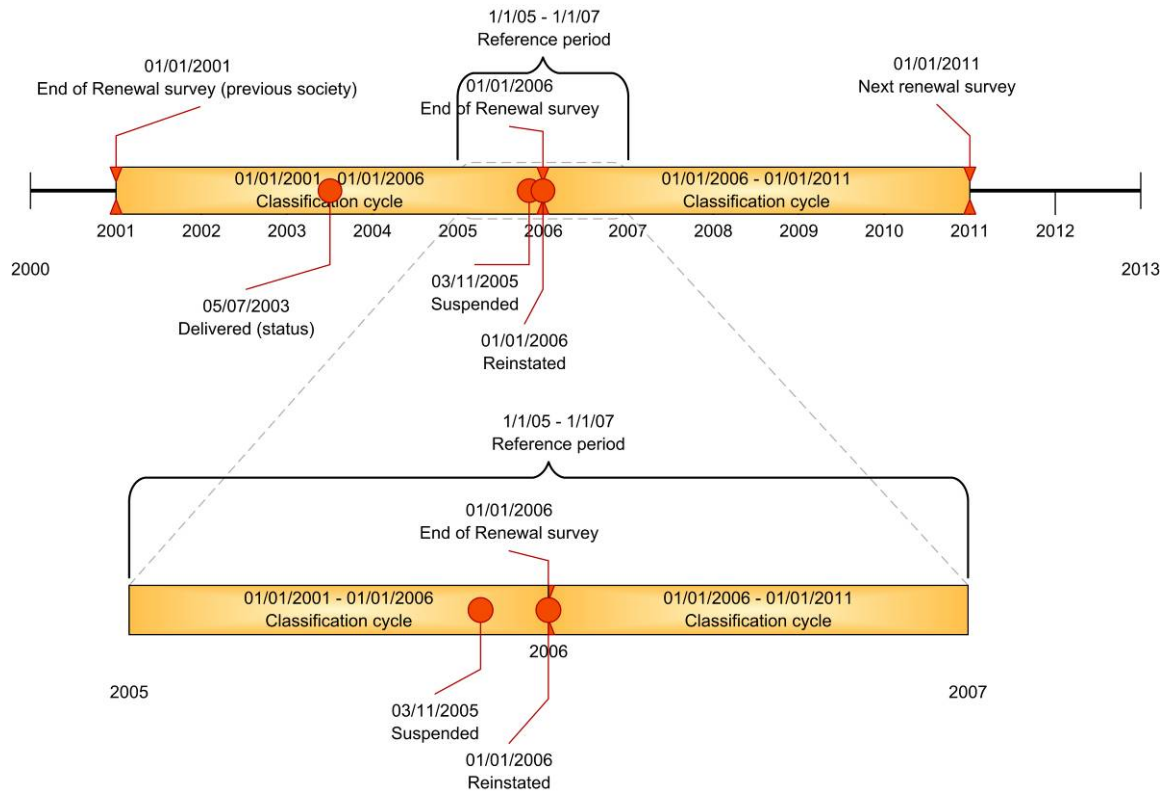 1/1/05 - 1/1/07
Reference period
01/01/2001
End of Renewal survey (previous society)
01/01/2006
End of Renewal survey
01/01/2011
Next renewal survey
01/01/2001 - 01/01/2006
Classification cycle
01/01/2006 - 01/01/2011
Classification cycle
2001 2002 2003 2004 2005 2006 2007 2008 2009 2010 2011 2012
2000 2013
03/11/2005
Suspended
05/07/2003
Delivered (status)
01/01/2006
Reinstated
1/1/05 - 1/1/07
Reference period
01/01/2006
End of Renewal survey
01/01/2001 - 01/01/2006
Classification cycle
01/01/2006 - 01/01/2011
Classification cycle
2006
2005 2007
03/11/2005
Suspended
01/01/2006
Reinstated